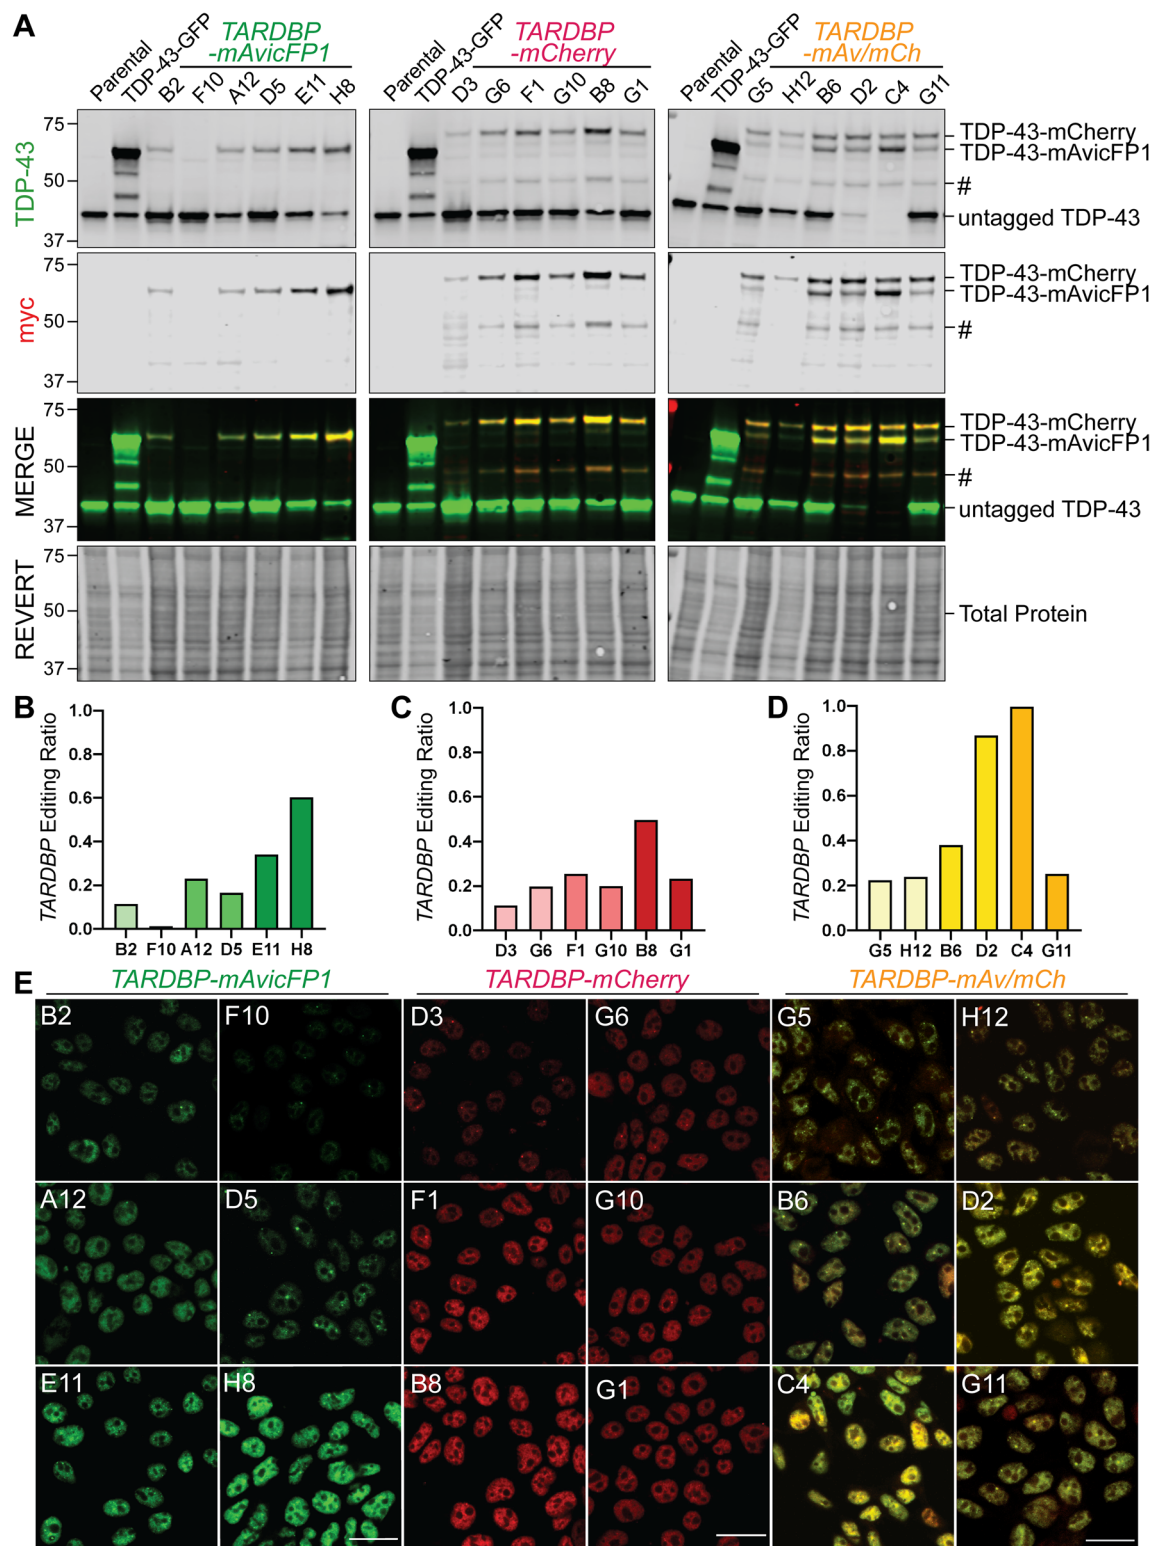 A
TARDBP
-mAvicFP1
TARDBP
-mCherry
TARDBP
-mAv/mCh
Parental
TDP-43-GFP
B2
F10
A12
D5
E11
H8
Parental
TDP-43-GFP
D3
G6
F1
G10
B8
G1
Parental
TDP-43-GFP
G5
H12
B6
D2
C4
G11
TDP-43
75
50
37
TDP-43-mCherry
TDP-43-mAvicFP1
#
untagged TDP-43
myc
75
50
37
TDP-43-mCherry
TDP-43-mAvicFP1
#
MERGE
75
50
37
TDP-43-mCherry
TDP-43-mAvicFP1
#
untagged TDP-43
REVERT
75
50
37
Total Protein
B
TARDBP Editing Ratio
1.0
0.8
0.6
0.4
0.2
0.0
B2 F10 A12 D5 E11 H8
C
TARDBP Editing Ratio
1.0
0.8
0.6
0.4
0.2
0.0
D3 G6 F1 G10 B8 G1
D
TARDBP Editing Ratio
1.0
0.8
0.6
0.4
0.2
0.0
G5 H12 B6 D2 C4 G11
E
TARDBP-mAvicFP1
TARDBP-mCherry
TARDBP-mAv/mCh
B2
F10
D3
G6
G5
H12
A12
D5
F1
G10
B6
D2
E11
H8
B8
G1
C4
G11